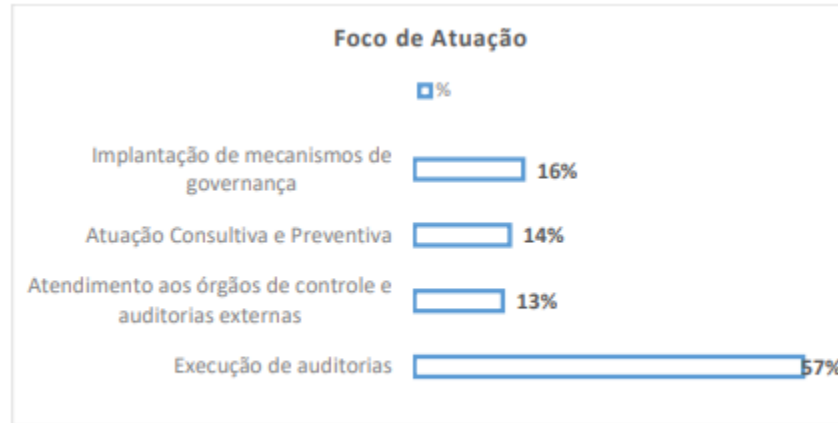 Foco de Atuação
%
Implantação de mecanismos de
governança
16%
Atuação Consultiva e Preventiva
14%
Atendimento aos órgãos de controle e
auditorias externas
13%
Execução de auditorias
57%